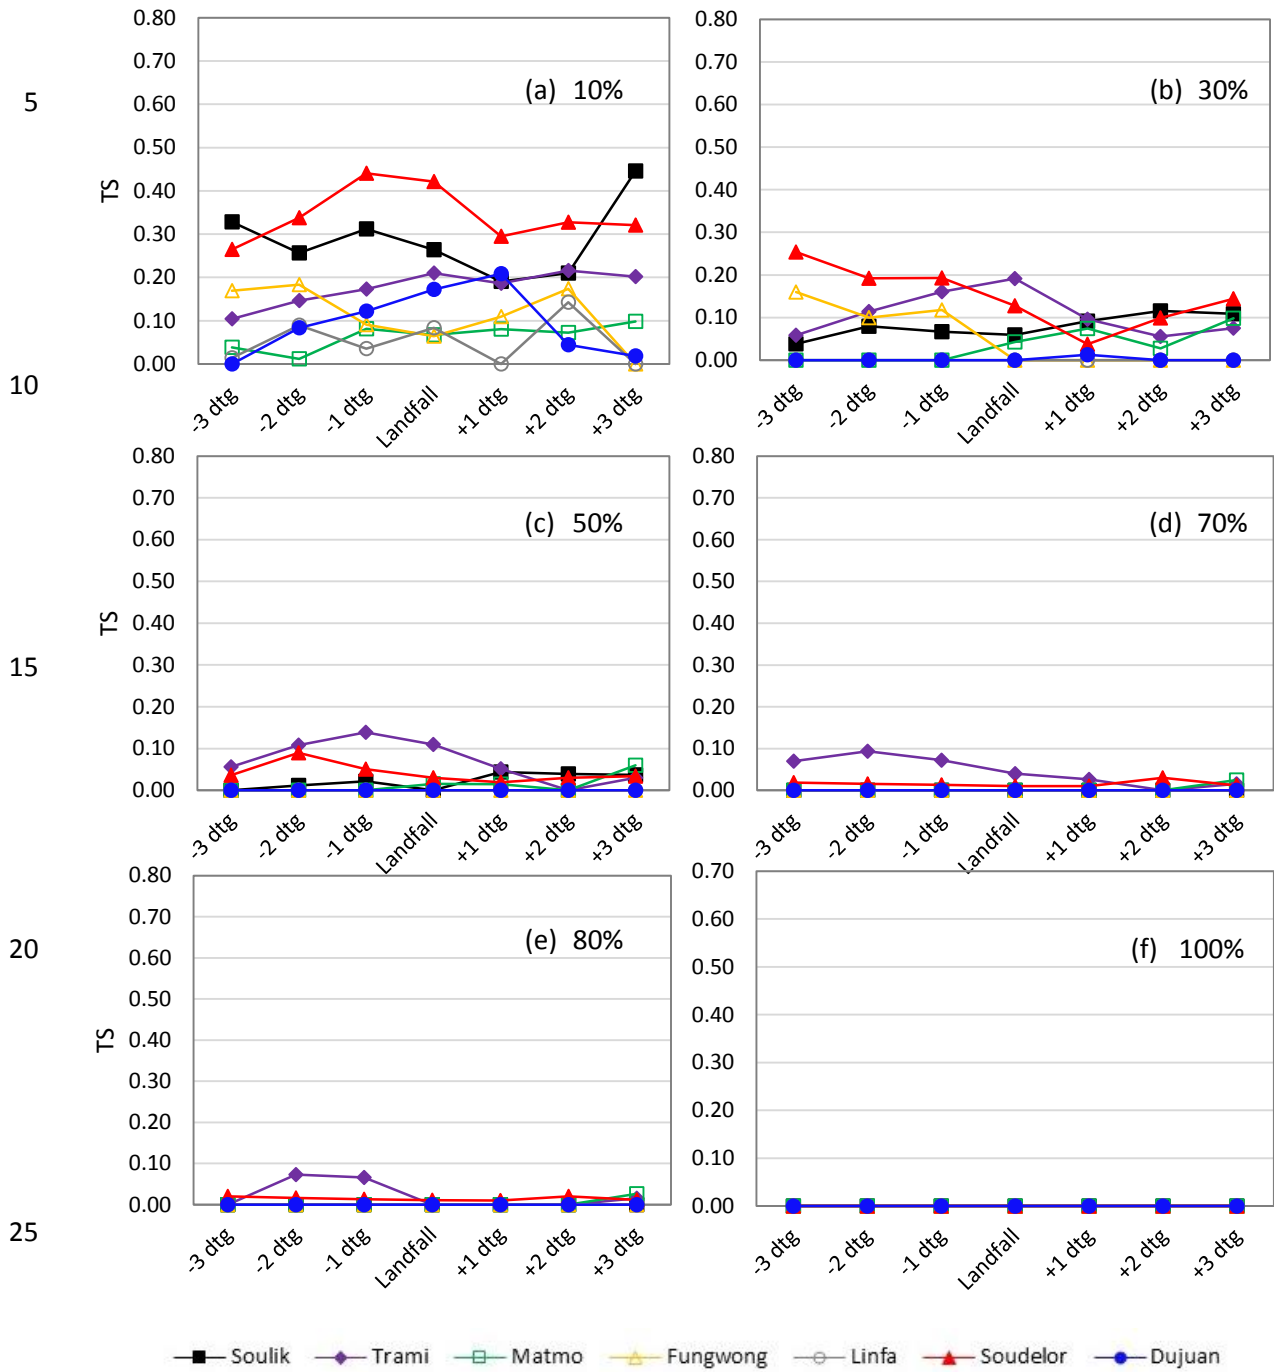 0.80
0.70
0.60
0.50
0.40
0.30
0.20
0.10
0.00
TS
(a) 10%
-3 dtg
-2 dtg
-1 dtg
Landfall
+1 dtg
+2 dtg
+3 dtg
0.80
0.70
0.60
0.50
0.40
0.30
0.20
0.10
0.00
(b) 30%
-3 dtg
-2 dtg
-1 dtg
Landfall
+1 dtg
+2 dtg
+3 dtg
5
10
0.80
0.70
0.60
0.50
0.40
0.30
0.20
0.10
0.00
TS
(c) 50%
-3 dtg
-2 dtg
-1 dtg
Landfall
+1 dtg
+2 dtg
+3 dtg
0.80
0.70
0.60
0.50
0.40
0.30
0.20
0.10
0.00
(d) 70%
-3 dtg
-2 dtg
-1 dtg
Landfall
+1 dtg
+2 dtg
+3 dtg
15
0.80
0.70
0.60
0.50
0.40
0.30
0.20
0.10
0.00
TS
(e) 80%
-3 dtg
-2 dtg
-1 dtg
Landfall
+1 dtg
+2 dtg
+3 dtg
0.70
0.60
0.50
0.40
0.30
0.20
0.10
0.00
(f) 100%
-3 dtg
-2 dtg
-1 dtg
Landfall
+1 dtg
+2 dtg
+3 dtg
20
25
Soulik Trami Matmo Fungwong Linfa Soudelor Dujuan